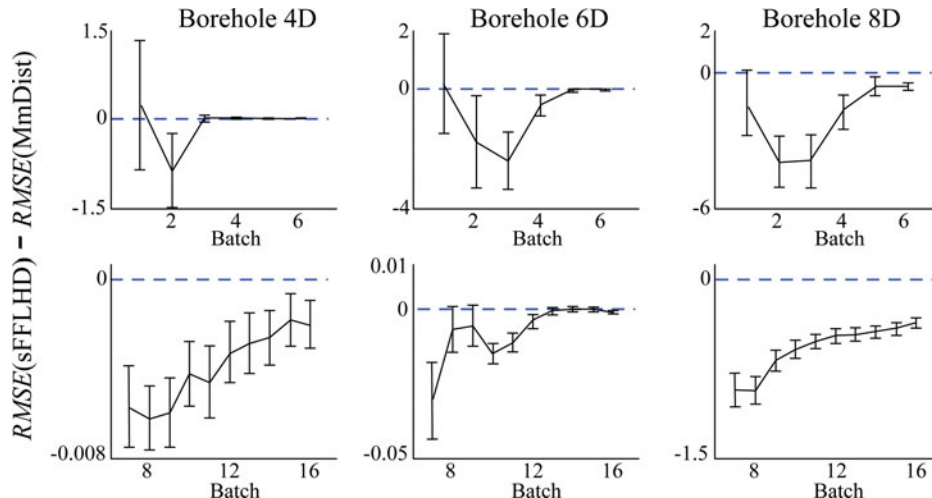 Borehole 4D
Borehole 6D
Borehole 8D
RMSE(sFFLHD) – RMSE(MmDist)
1.5
0
-1.5
2 4 6
Batch
2
0
-4
2 4 6
Batch
2
0
-6
2 4 6
Batch
0
-0.008
8 12 16
Batch
0.01
0
-0.05
8 12 16
Batch
0
-1.5
8 12 16
Batch